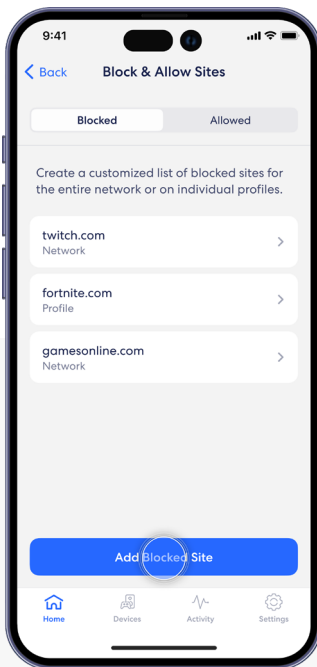 9:41
Back
Block & Allow Sites
Blocked
Allowed
Create a customized list of blocked sites for
the entire network or on individual profiles.
twitch.com
Network
fortnite.com
Profile
gamesonline.com
Network
Add Blocked Site
Home
Devices
Activity
Settings